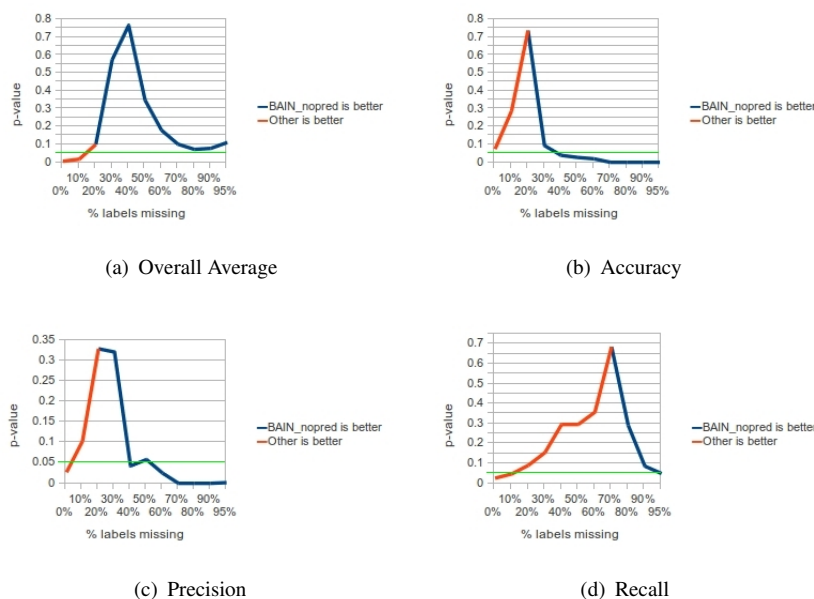 0.8
0.7
0.6
0.5
0.4
0.3
0.2
0.1
0
p-value
10% 30% 50% 70% 90%
0% 20% 40% 60% 80% 95%
% labels missing
BAIN_nopred is better
Other is better
(a) Overall Average
0.8
0.7
0.6
0.5
0.4
0.3
0.2
0.1
0
p-value
10% 30% 50% 70% 90%
0% 20% 40% 60% 80% 95%
% labels missing
BAIN_nopred is better
Other is better
(b) Accuracy
0.35
0.3
0.25
0.2
0.15
0.1
0.05
0
p-value
10% 30% 50% 70% 90%
0% 20% 40% 60% 80% 95%
% labels missing
BAIN_nopred is better
Other is better
(c) Precision
0.7
0.6
0.5
0.4
0.3
0.2
0.1
0
p-value
10% 30% 50% 70% 90%
0% 20% 40% 60% 80% 95%
% labels missing
BAIN_nopred is better
Other is better
(d) Recall